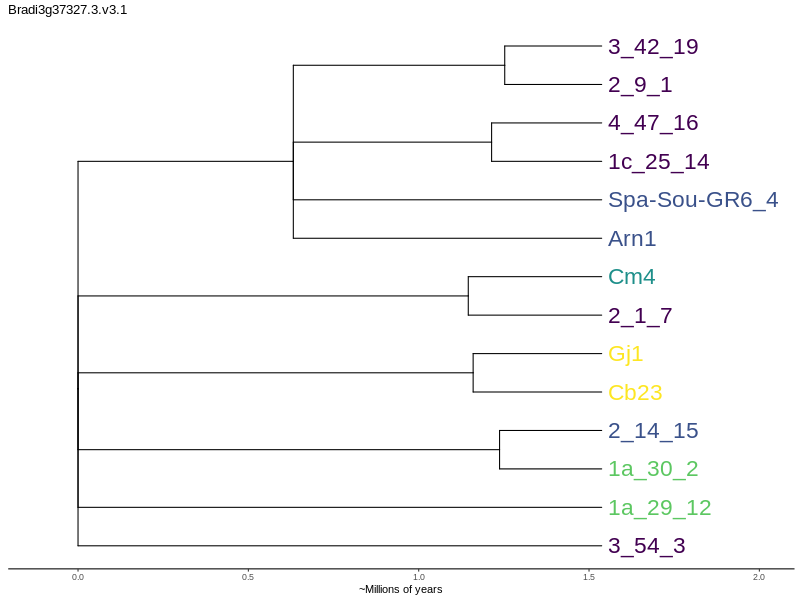 Bradi3g37327.3.v3.1
3_42_19
2_9_1
4_47_16
1c_25_14
Spa-Sou-GR6_4
Arn1
Cm4
2_1_7
Gj1
Cb23
2_14_15
1a_30_2
1a_29_12
3_54_3
0.0 0.5 1.0 1.5 2.0
~Millions of years